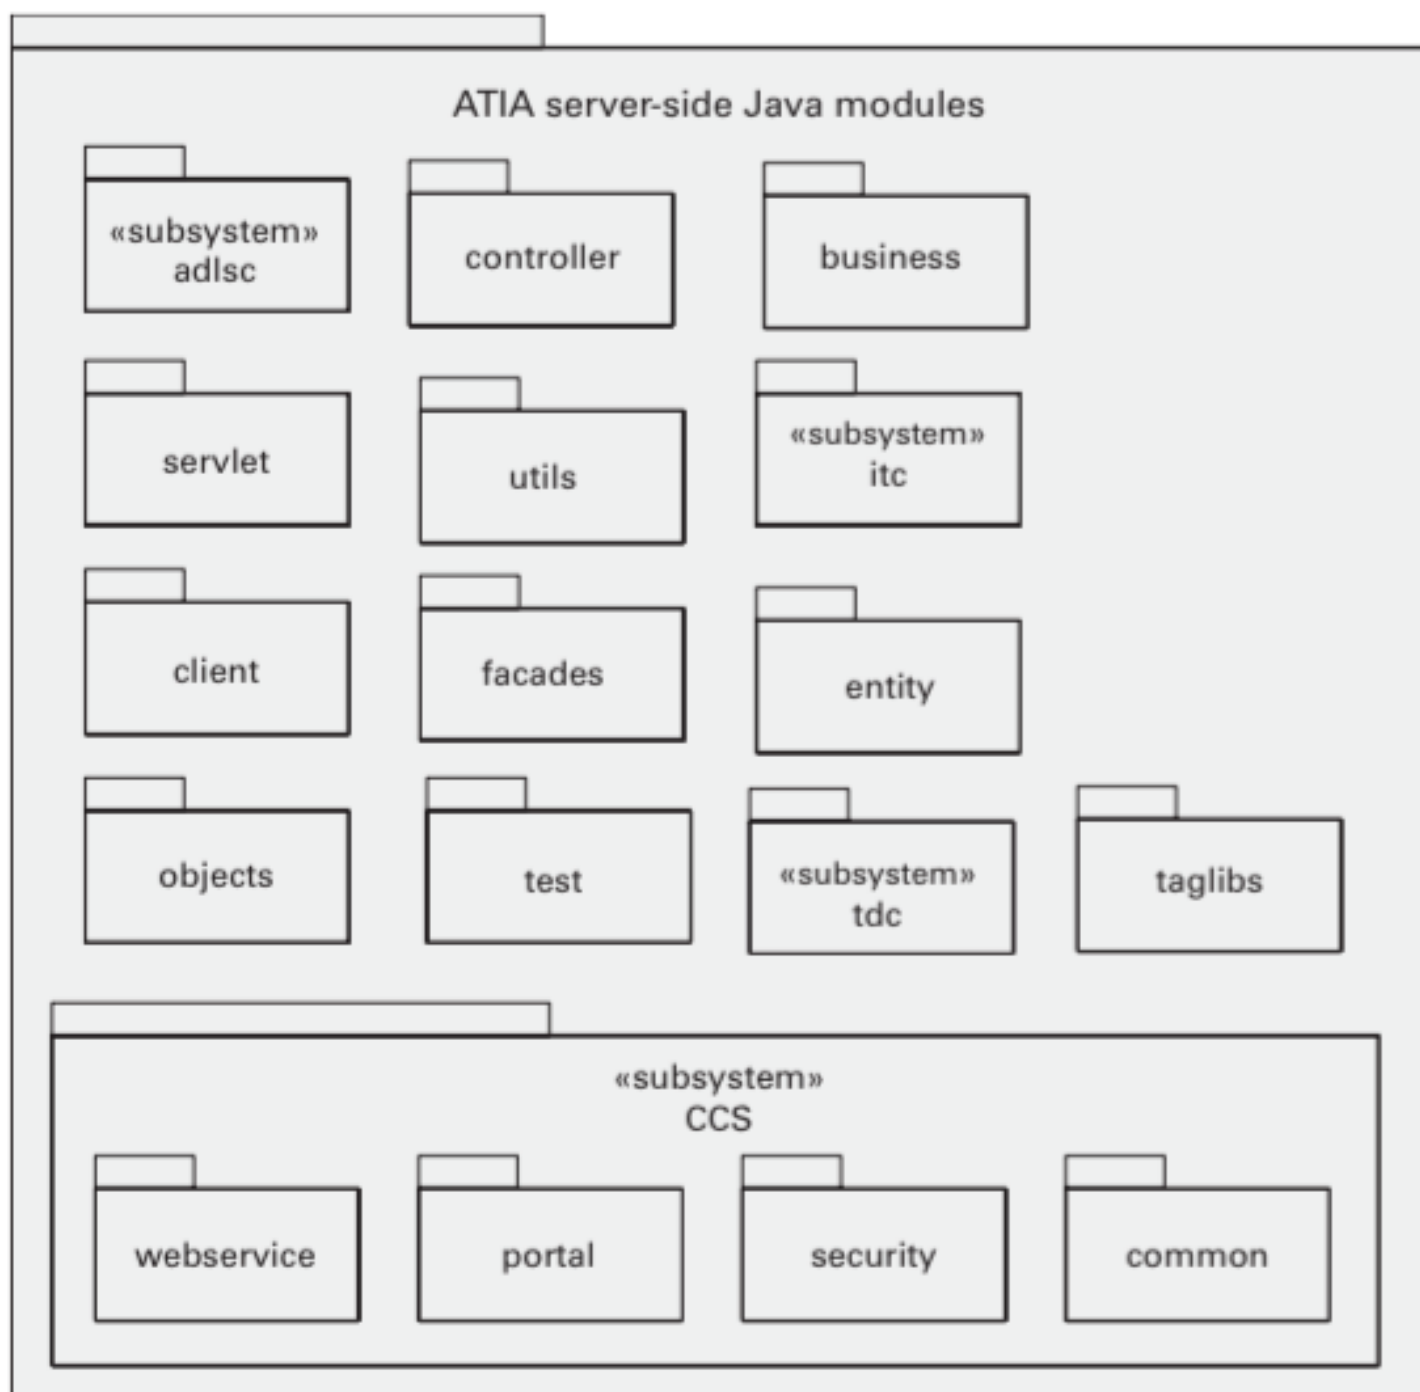 ATIA server-side Java modules
«subsystem»
adlsc
controller
business
servlet
utils
«subsystem»
itc
client
facades
entity
objects
test
«subsystem»
tdc
taglibs
«subsystem»
CCS
webservice
portal
security
common